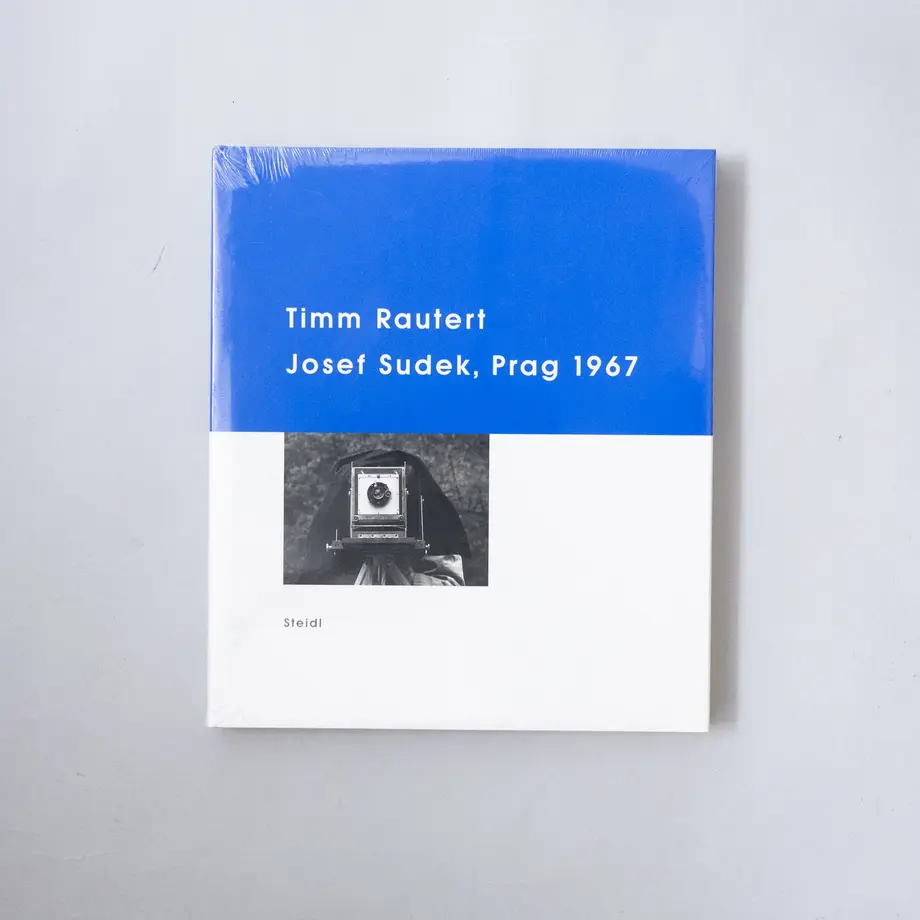 Timm Rautert
Josef Sudek, Prag 1967
Steidl